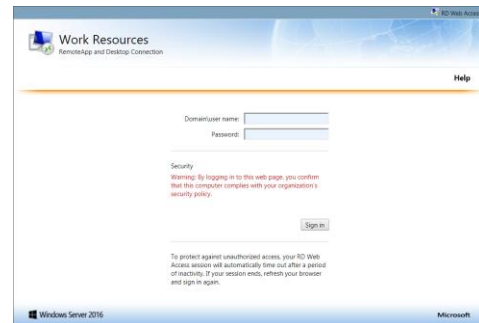 RD Web Access
Work Resources
RemoteApp and Desktop Connection
Help
Domain\user name:
Password:
Security
Warning: By logging in to this web page, you confirm
that this computer complies with your organization's
security policy.
Sign in
To protect against unauthorized access, your RD Web
Access session will automatically time out after a period
of inactivity. If your session ends, refresh your browser
and sign in again.
Windows Server 2016
Microsoft